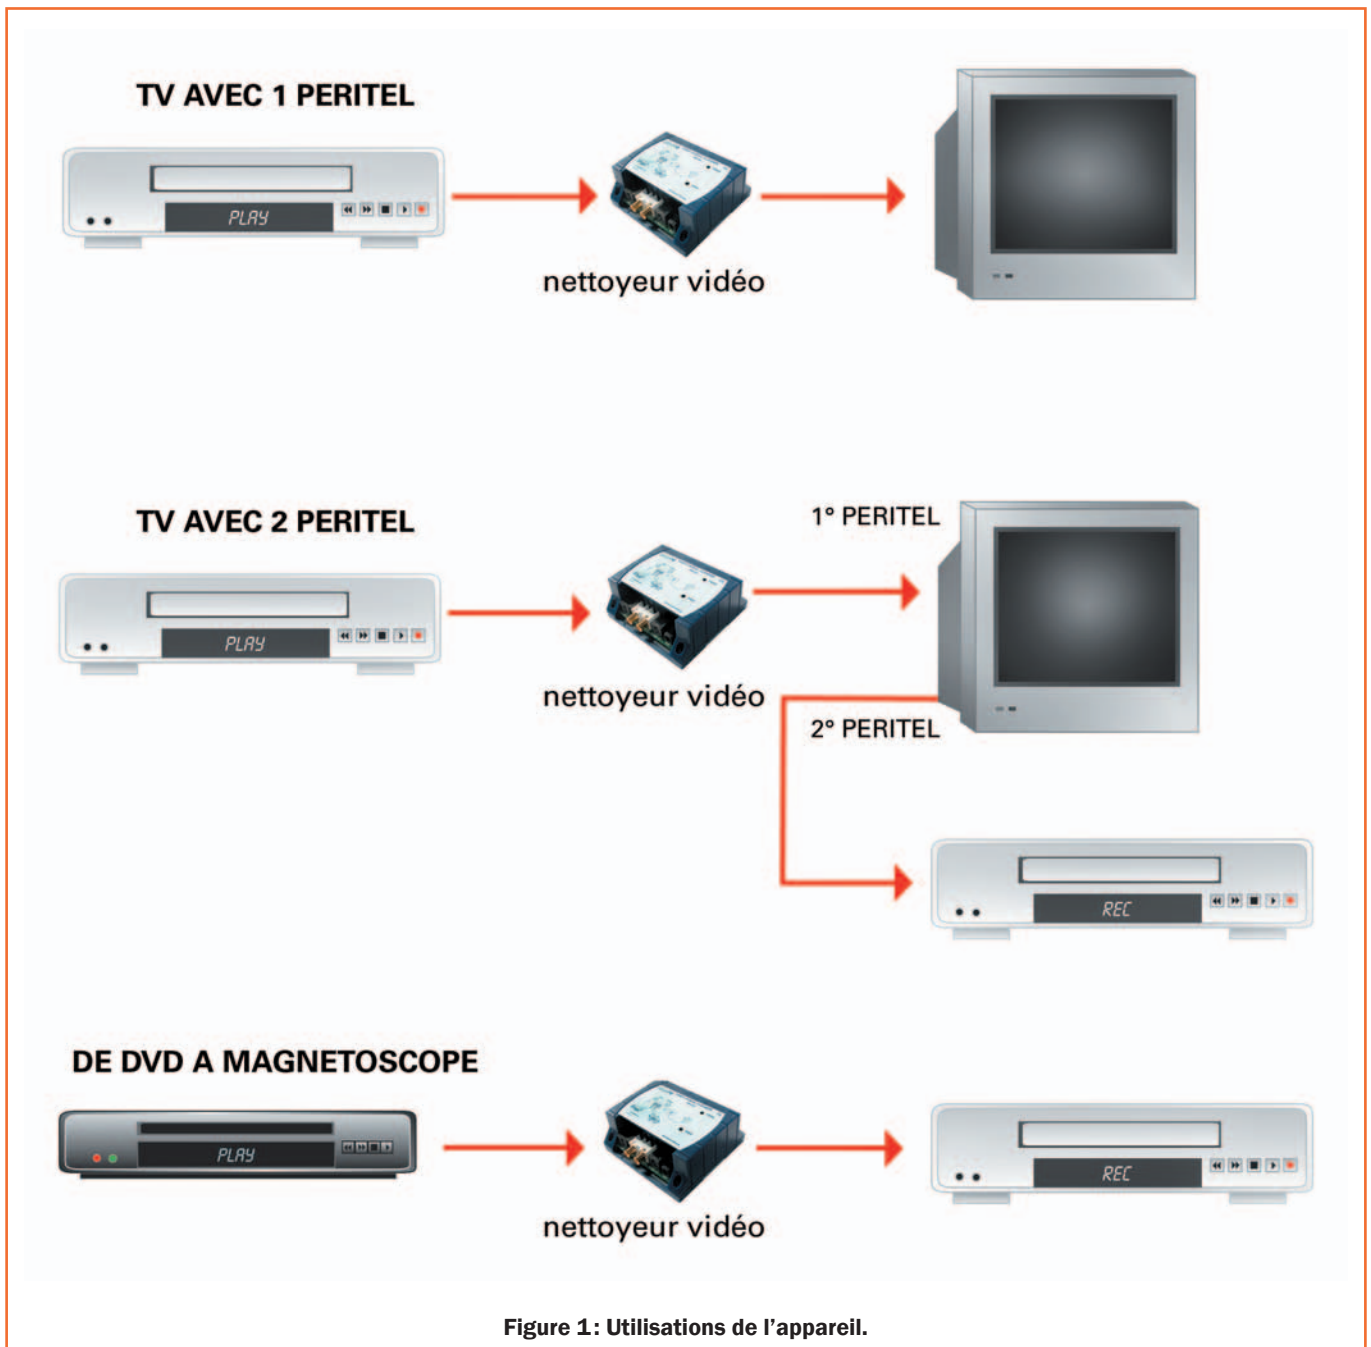 TV AVEC 1 PERITEL
PLAY
nettoyeur vidéo
TV AVEC 2 PERITEL
1° PERITEL
PLAY
nettoyeur vidéo
2° PERITEL
REC
DE DVD A MAGNETOSCOPE
PLAY
REC
nettoyeur vidéo
Figure 1: Utilisations de l'appareil.